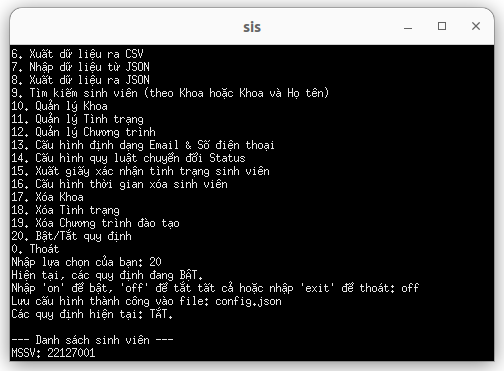 sis
6. Xuất dữ liệu ra CSV
7. Nhập dữ liệu từ JSON
8. Xuất dữ liệu ra JSON
9. Tìm kiếm sinh viên (theo Khoa hoặc Khoa và Họ tên)
10. Quản lý Khoa
11. Quản lý Tình trạng
12. Quản lý Chương trình
13. Cấu hình định dạng Email & Số điện thoại
14. Cấu hình quy luật chuyển đổi Status
15. Xuất giấy xác nhận tình trạng sinh viên
16. Cấu hình thời gian xóa sinh viên
17. Xóa Khoa
18. Xóa Tình trạng
19. Xóa Chương trình đào tạo
20. Bật/Tắt quy định
0. Thoát
Nhập lựa chọn của bạn: 20
Hiện tại, các quy định đang BẬT.
Nhập 'on' để bật, 'off' để tắt tất cả hoặc nhập 'exit' để thoát: off
Lưu cấu hình thành công vào file: config.json
Các quy định hiện tại: TẮT.
--- Danh sách sinh viên ---
MSSV: 22127001